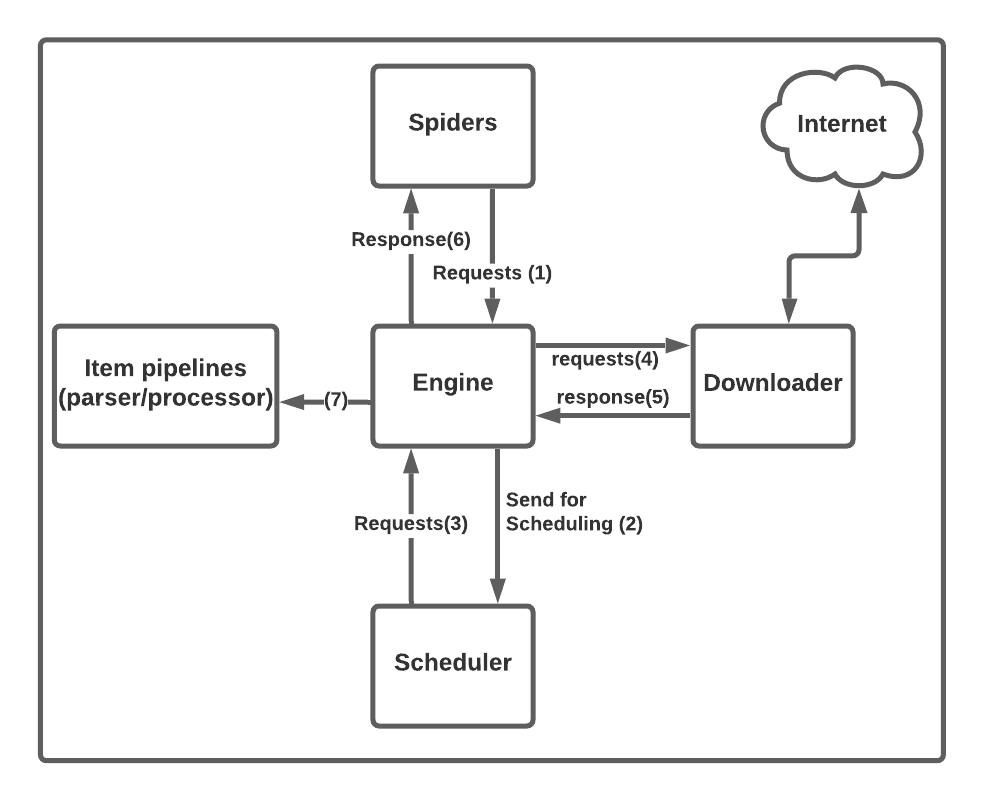 Spiders
Internet
Response(6)
Requests (1)
Item pipelines
(parser/processor)
(7)
Engine
requests(4)
response(5)
Downloader
Requests(3)
Send for
Scheduling (2)
Scheduler